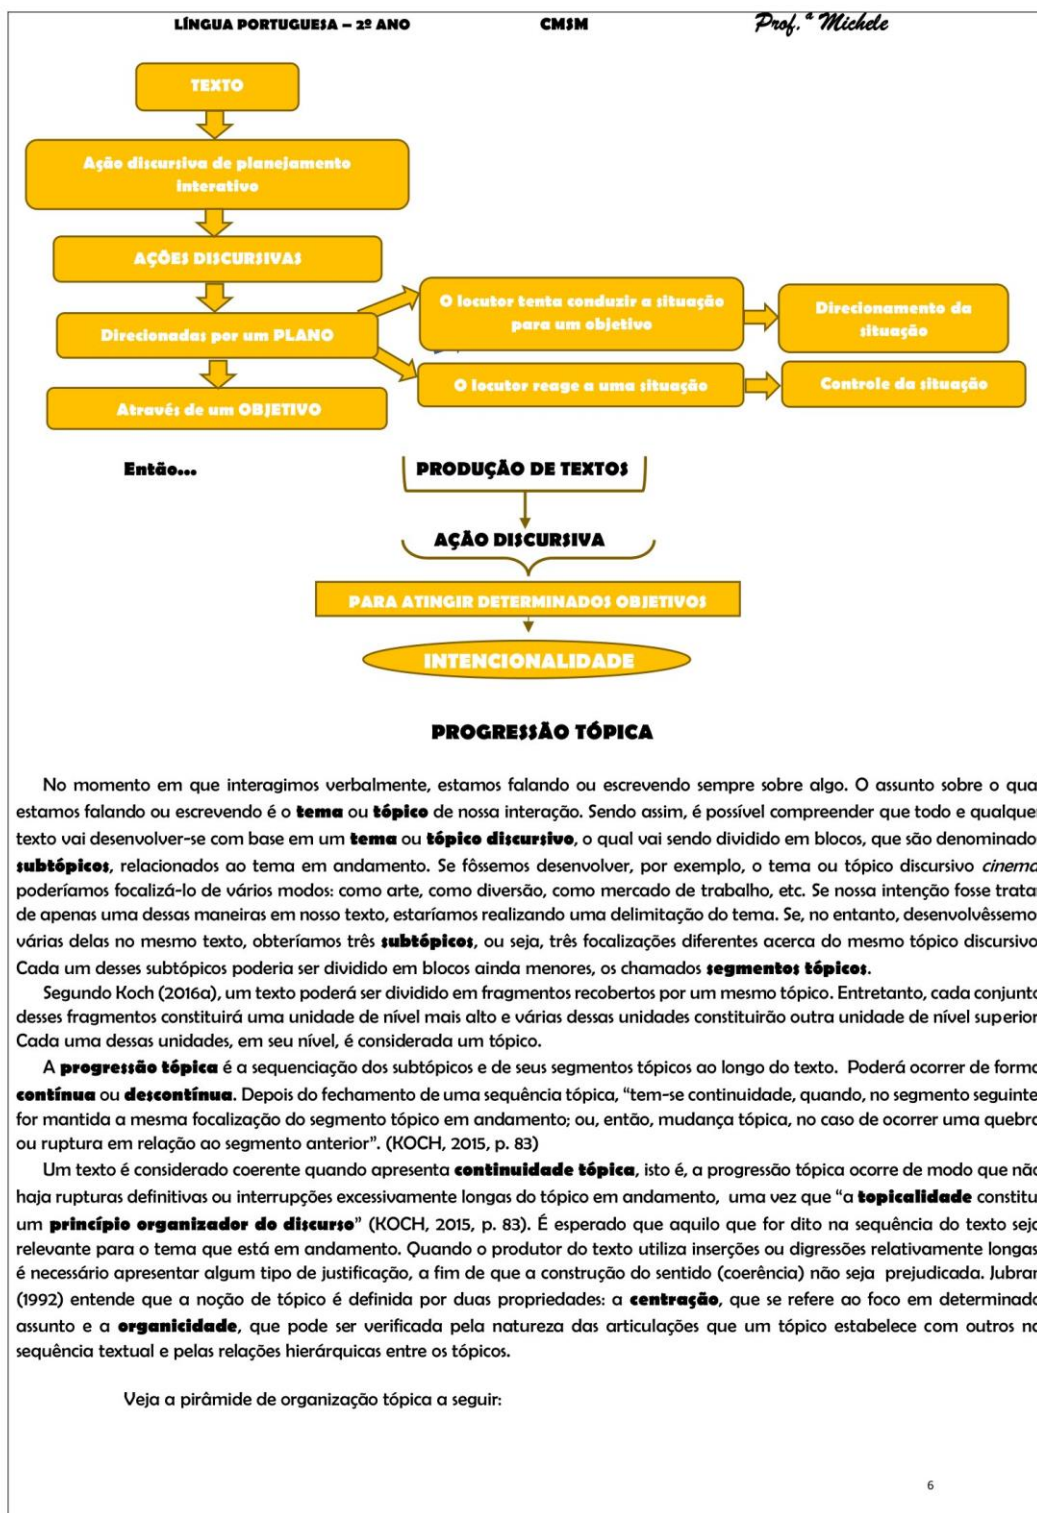 LÍNGUA PORTUGUESA – 2º ANO CMSM Prof.ª Michele
TEXTO
Ação discursiva de planejamento
interativo
AÇÕES DISCURSIVAS
Direcionadas por um PLANO
Através de um OBJETIVO
O locutor tenta conduzir a situação
para um objetivo
Direcionamento da
situação
O locutor reage a uma situação
Controle da situação
Então...
PRODUÇÃO DE TEXTOS
AÇÃO DISCURSIVA
PARA ATINGIR DETERMINADOS OBJETIVOS
INTENCIONALIDADE
PROGRESSÃO TÓPICA
No momento em que interagimos verbalmente, estamos falando ou escrevendo sempre sobre algo. O assunto sobre o qua
estamos falando ou escrevendo é o tema ou tópico de nossa interação. Sendo assim, é possível compreender que todo e qualque
texto vai desenvolver-se com base em um tema ou tópico discursivo, o qual vai sendo dividido em blocos, que são denominado
subtópicos, relacionados ao tema em andamento. Se fôssemos desenvolver, por exemplo, o tema ou tópico discursivo cinema
poderíamos focalizá-lo de vários modos: como arte, como diversão, como mercado de trabalho, etc. Se nossa intenção fosse trata
de apenas uma dessas maneiras em nosso texto, estaríamos realizando uma delimitação do tema. Se, no entanto, desenvolvêssemo
várias delas no mesmo texto, obteríamos três subtópicos, ou seja, três focalizações diferentes acerca do mesmo tópico discursivo
Cada um desses subtópicos poderia ser dividido em blocos ainda menores, os chamados segmentos tópicos.
Segundo Koch (2016a), um texto poderá ser dividido em fragmentos recobertos por um mesmo tópico. Entretanto, cada conjunto
desses fragmentos constituirá uma unidade de nível mais alto e várias dessas unidades constituirão outra unidade de nível superior
Cada uma dessas unidades, em seu nível, é considerada um tópico.
A progressão tópica é a sequenciação dos subtópicos e de seus segmentos tópicos ao longo do texto. Poderá ocorrer de forma
contínua ou descontínua. Depois do fechamento de uma sequência tópica, “tem-se continuidade, quando, no segmento seguinte
for mantida a mesma focalização do segmento tópico em andamento; ou, então, mudança tópica, no caso de ocorrer uma quebra
ou ruptura em relação ao segmento anterior”. (KOCH, 2015, p. 83)
Um texto é considerado coerente quando apresenta continuidade tópica, isto é, a progressão tópica ocorre de modo que não
haja rupturas definitivas ou interrupções excessivamente longas do tópico em andamento, uma vez que “a topicalidade constitu
um princípio organizador do discurso” (KOCH, 2015, p. 83). É esperado que aquilo que for dito na sequência do texto seja
relevante para o tema que está em andamento. Quando o produtor do texto utiliza inserções ou digressões relativamente longas
é necessário apresentar algum tipo de justificação, a fim de que a construção do sentido (coerência) não seja prejudicada. Jubran
(1992) entende que a noção de tópico é definida por duas propriedades: a centração, que se refere ao foco em determinado
assunto e a organicidade, que pode ser verificada pela natureza das articulações que um tópico estabelece com outros na
sequência textual e pelas relações hierárquicas entre os tópicos.
Veja a pirâmide de organização tópica a seguir:
6